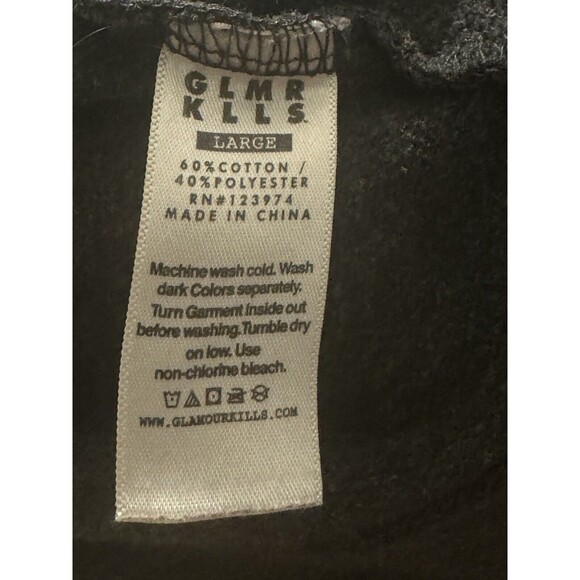 GLMR
KLLS
LARGE
60%COTTON /
40%POLYESTER
RN#123974
MADE IN CHINA
Machine wash cold. Wash
dark Colors separately.
Turn Garment inside out
before washing.Tumble dry
on low. Use
non-chlorine bleach.
WWW.GLAMOURKILLS.COM